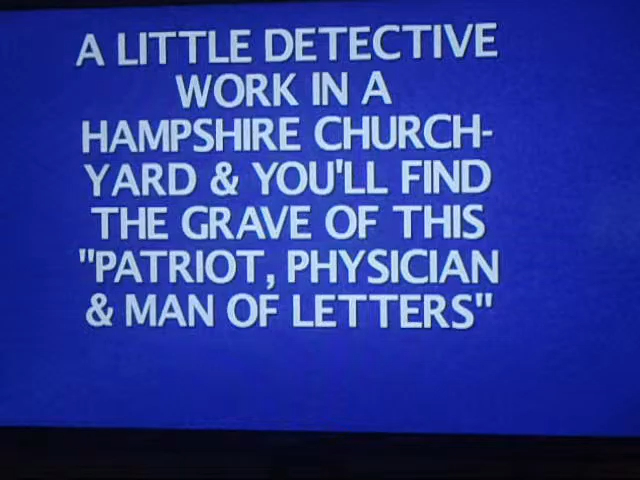 A LITTLE DETECTIVE
WORK IN A
HAMPSHIRE CHURCH-
YARD & YOU'LL FIND
THE GRAVE OF THIS
"PATRIOT, PHYSICIAN
& MAN OF LETTERS"